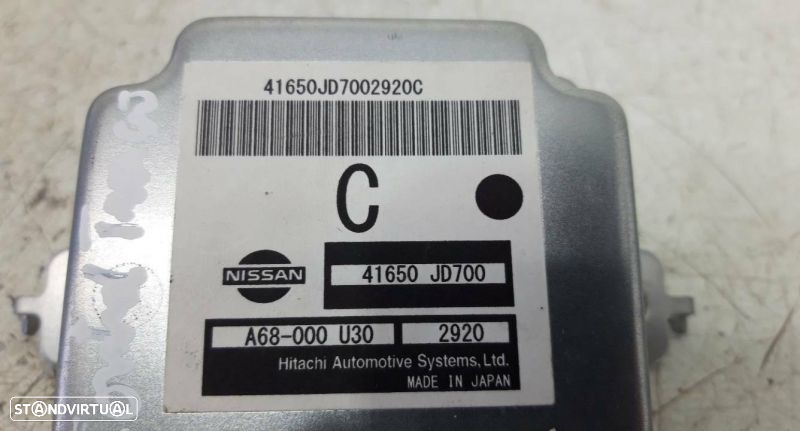 41650JD7002920C
C
NISSAN
41650 JD700
A68-000 U30 2920
Hitachi Automotive Systems, Ltd.
MADE IN JAPAN
STANDVIRTUAL